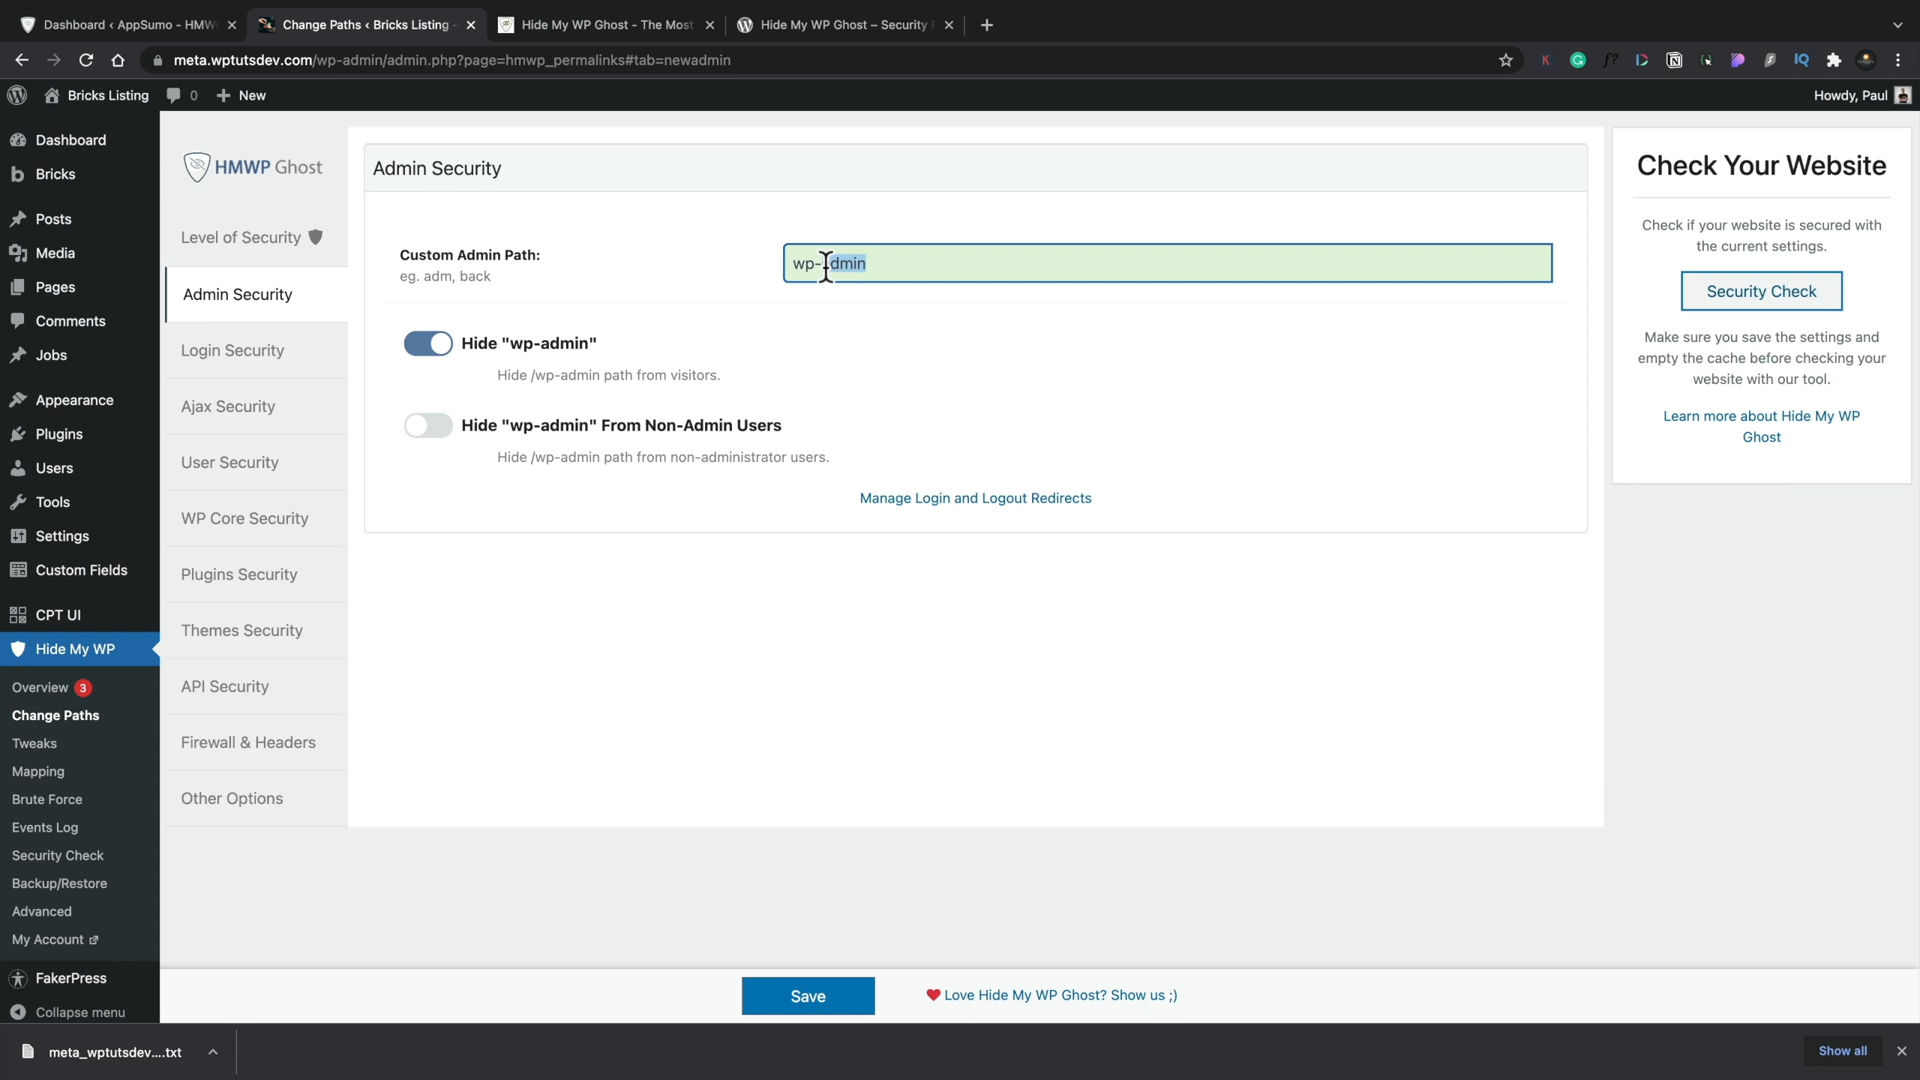 Dashboard ‹ AppSumo - HMW
Change Paths ‹ Bricks Listing
Hide My WP Ghost - The Most
Hide My WP Ghost – Security
meta.wptutsdev.com/wp-admin/admin.php?page=hmwp_permalinks#tab=newadmin
Bricks Listing
0
New
Howdy, Paul
Dashboard
Bricks
Posts
Media
Pages
Comments
Jobs
Appearance
Plugins
Users
Tools
Settings
Custom Fields
CPT UI
Hide My WP
Overview 3
Change Paths
Tweaks
Mapping
Brute Force
Events Log
Security Check
Backup/Restore
Advanced
My Account
FakerPress
Collapse menu
HMWP Ghost
Level of Security
Admin Security
Login Security
Ajax Security
User Security
WP Core Security
Plugins Security
Themes Security
API Security
Firewall & Headers
Other Options
Admin Security
Custom Admin Path:
eg. adm, back
wp-admin
Hide "wp-admin"
Hide /wp-admin path from visitors.
Hide "wp-admin" From Non-Admin Users
Hide /wp-admin path from non-administrator users.
Manage Login and Logout Redirects
Check Your Website
Check if your website is secured with
the current settings.
Security Check
Make sure you save the settings and
empty the cache before checking your
website with our tool.
Learn more about Hide My WP
Ghost
Save
Love Hide My WP Ghost? Show us ;)
meta_wptutsdev....txt
Show all